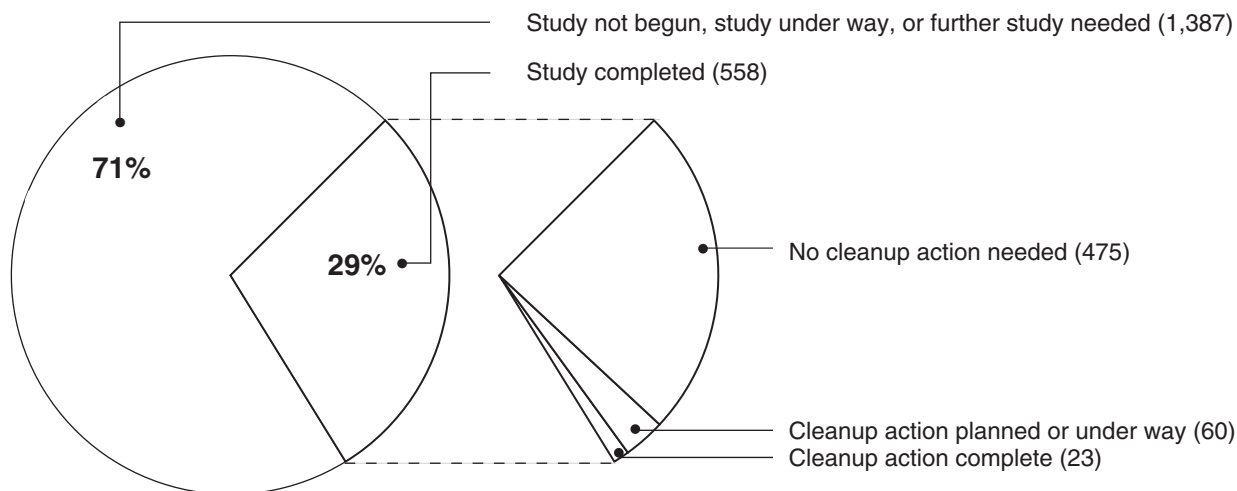 Study not begun, study under way, or further study needed (1,387)
Study completed (558)
71%
29%
No cleanup action needed (475)
Cleanup action planned or under way (60)
Cleanup action complete (23)